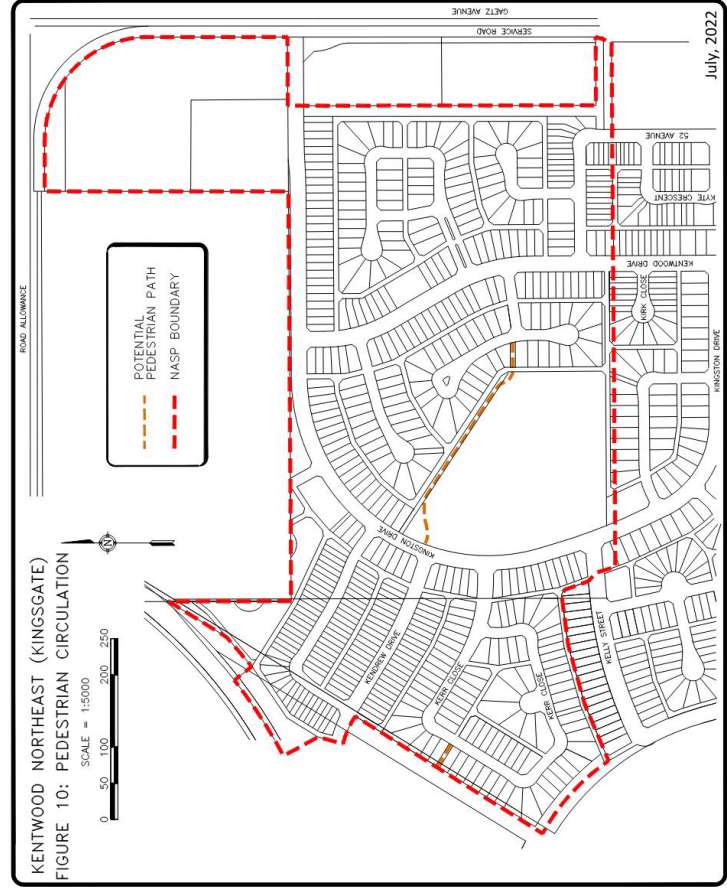 KENTWOOD NORTHEAST (KINGSGATE)
FIGURE 10: PEDESTRIAN CIRCULATION
SCALE = 1:5000
0 50 100 200 250
N
ROAD ALLOWANCE
POTENTIAL
PEDESTRIAN PATH
NASP BOUNDARY
GAETZ AVENUE
SERVICE ROAD
KINGSTON DRIVE
KENDREW DRIVE
KERR CLOSE
KERR CLOSE
KELLY STREET
52 AVENUE
KYTE CRESCENT
KENTWOOD DRIVE
KIRK CLOSE
KINGSTON DRIVE
July, 2022